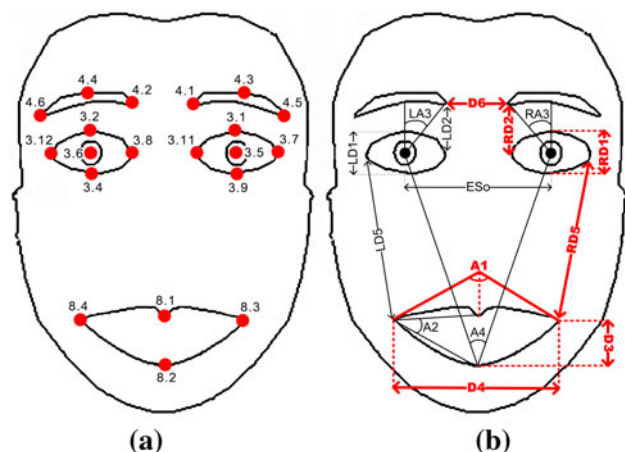 4.4 4.2 4.3
4.6 4.1 4.5
3.2 3.1
3.12 3.6 3.8 3.11 3.5 3.7
3.4 3.9
8.4 8.1 8.3
8.2
(a)
D6
LA3 LD2 RD2 RA3
LD1 RD1
ESo
LD5 RD5
A1
A2 A4 D3
D4
(b)